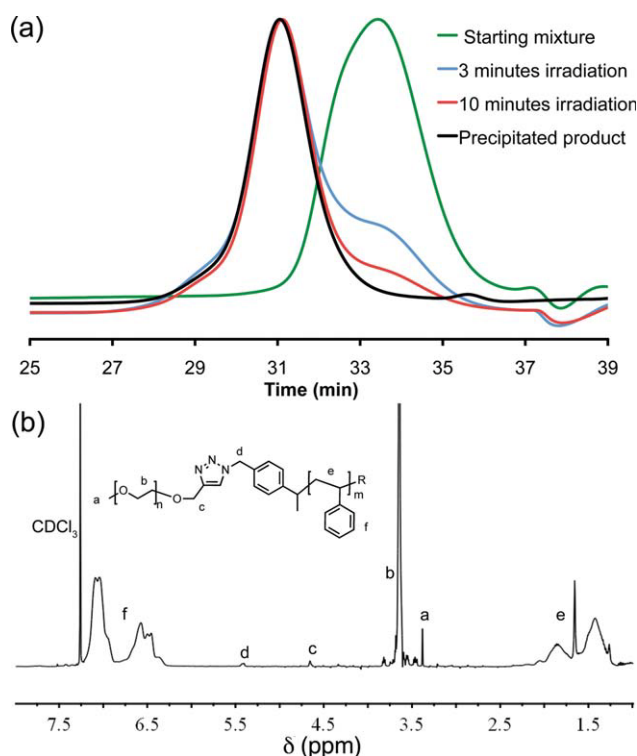 (a)
Starting mixture
3 minutes irradiation
10 minutes irradiation
Precipitated product
25 27 29 31 33 35 37 39
Time (min)
(b)
d
N N
N
b
e
a O n O
c
m R
f
CDCl3
f
d
c
b
a
e
7.5 6.5 5.5 4.5 3.5 2.5 1.5
δ (ppm)